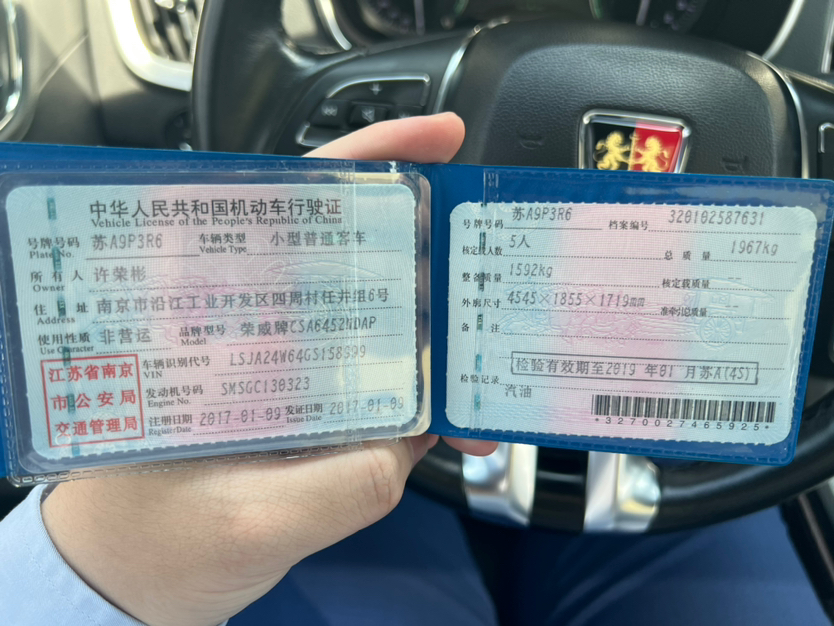 中华人民共和国机动车行驶证
Vehicle License of the People's Republic of China
号牌号码 苏A9P3R6 车辆类型 小型普通客车
Plate No. Vehicle Type
所有人 许荣彬
Owner
住址 南京市沿江工业开发区四周村任井组6号
Address
使用性质 非营运 品牌型号 荣威牌CSA6452NDAP
Use Character Model
江苏省南京
市公安局
交通管理局
车辆识别代号 LSJA24W64GS158999
VIN
发动机号码 SMSGC130323
Engine No.
注册日期 2017-01-09 发证日期 2017-01-09
Register Date Issue Date
号牌号码 苏A9P3R6 档案编号 320102587631
核定载人数 5人 总质量 1967kg
整备质量 1592kg 核定载质量 --
外廓尺寸 4545×1855×1719mm 准牵引总质量 --
备注
检验有效期至2019年01月苏A(4S)
检验记录
汽油
*3270027465925*